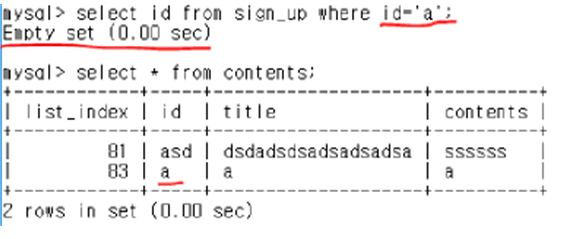 mysql> select id from sign_up where id='a';
Empty set (0.00 sec)
mysql> select * from contents;
+------------+-----+----------------------+----------+
| list_index | id | title | contents |
+------------+-----+----------------------+----------+
| 81 | asd | dsdadsdsadsadsadsa | ssssss |
| 83 | a | a | a |
+------------+-----+----------------------+----------+
2 rows in set (0.00 sec)